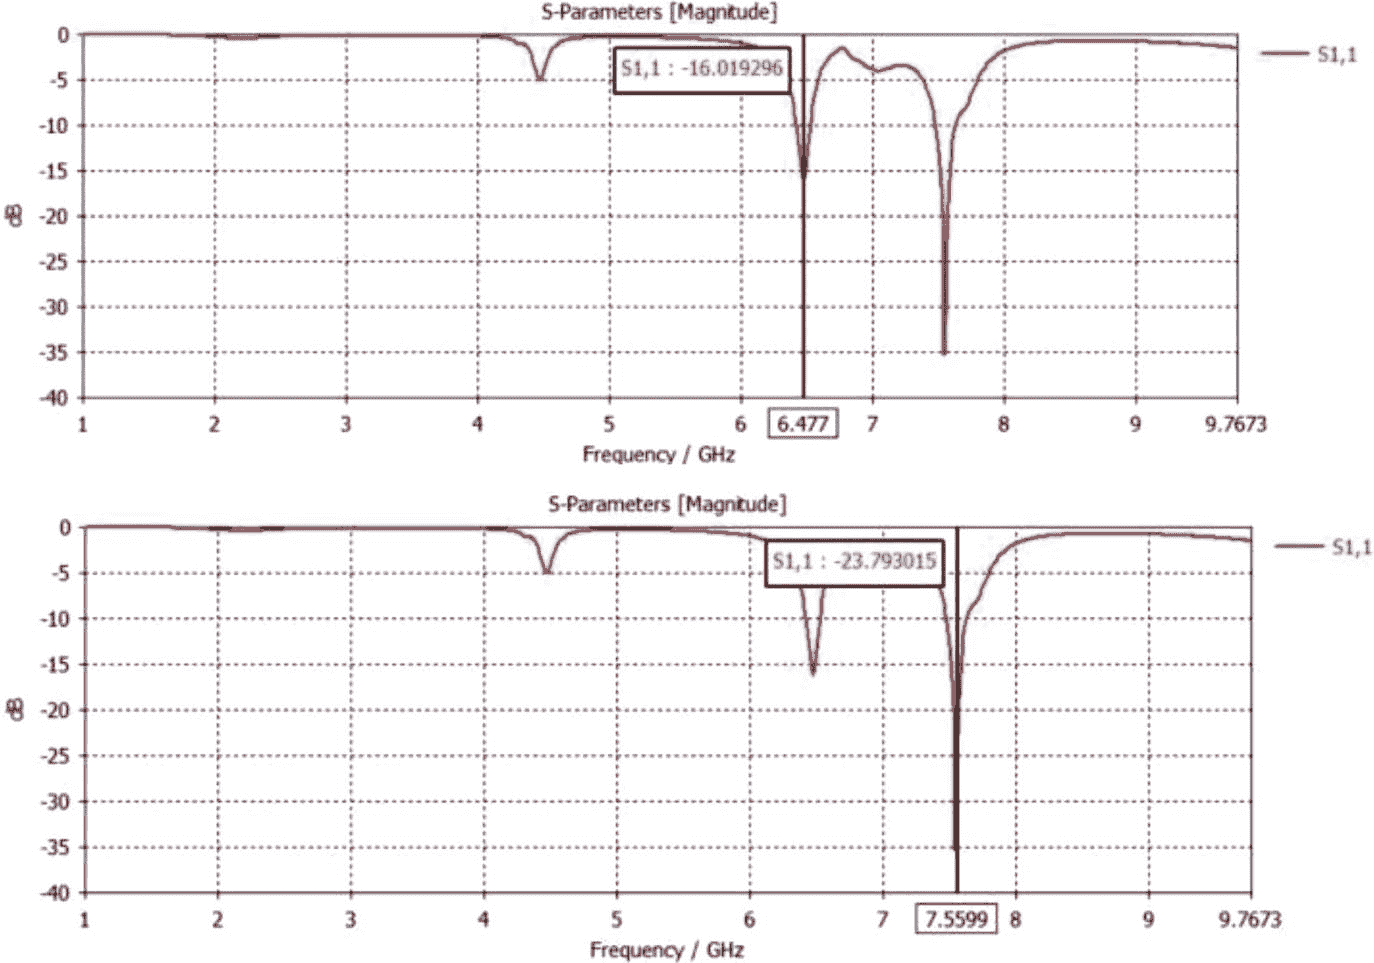 S-Parameters [Magnitude]
0
S1,1
S1,1 : -16.019296
-5
-10
-15
-20
dB
-25
-30
-35
-40
1 2 3 4 5 6 6.477 7 8 9 9.7673
Frequency / GHz
S-Parameters [Magnitude]
0
S1,1
S1,1 : -23.793015
-5
-10
-15
-20
dB
-25
-30
-35
-40
1 2 3 4 5 6 7 7.5599 8 9 9.7673
Frequency / GHz